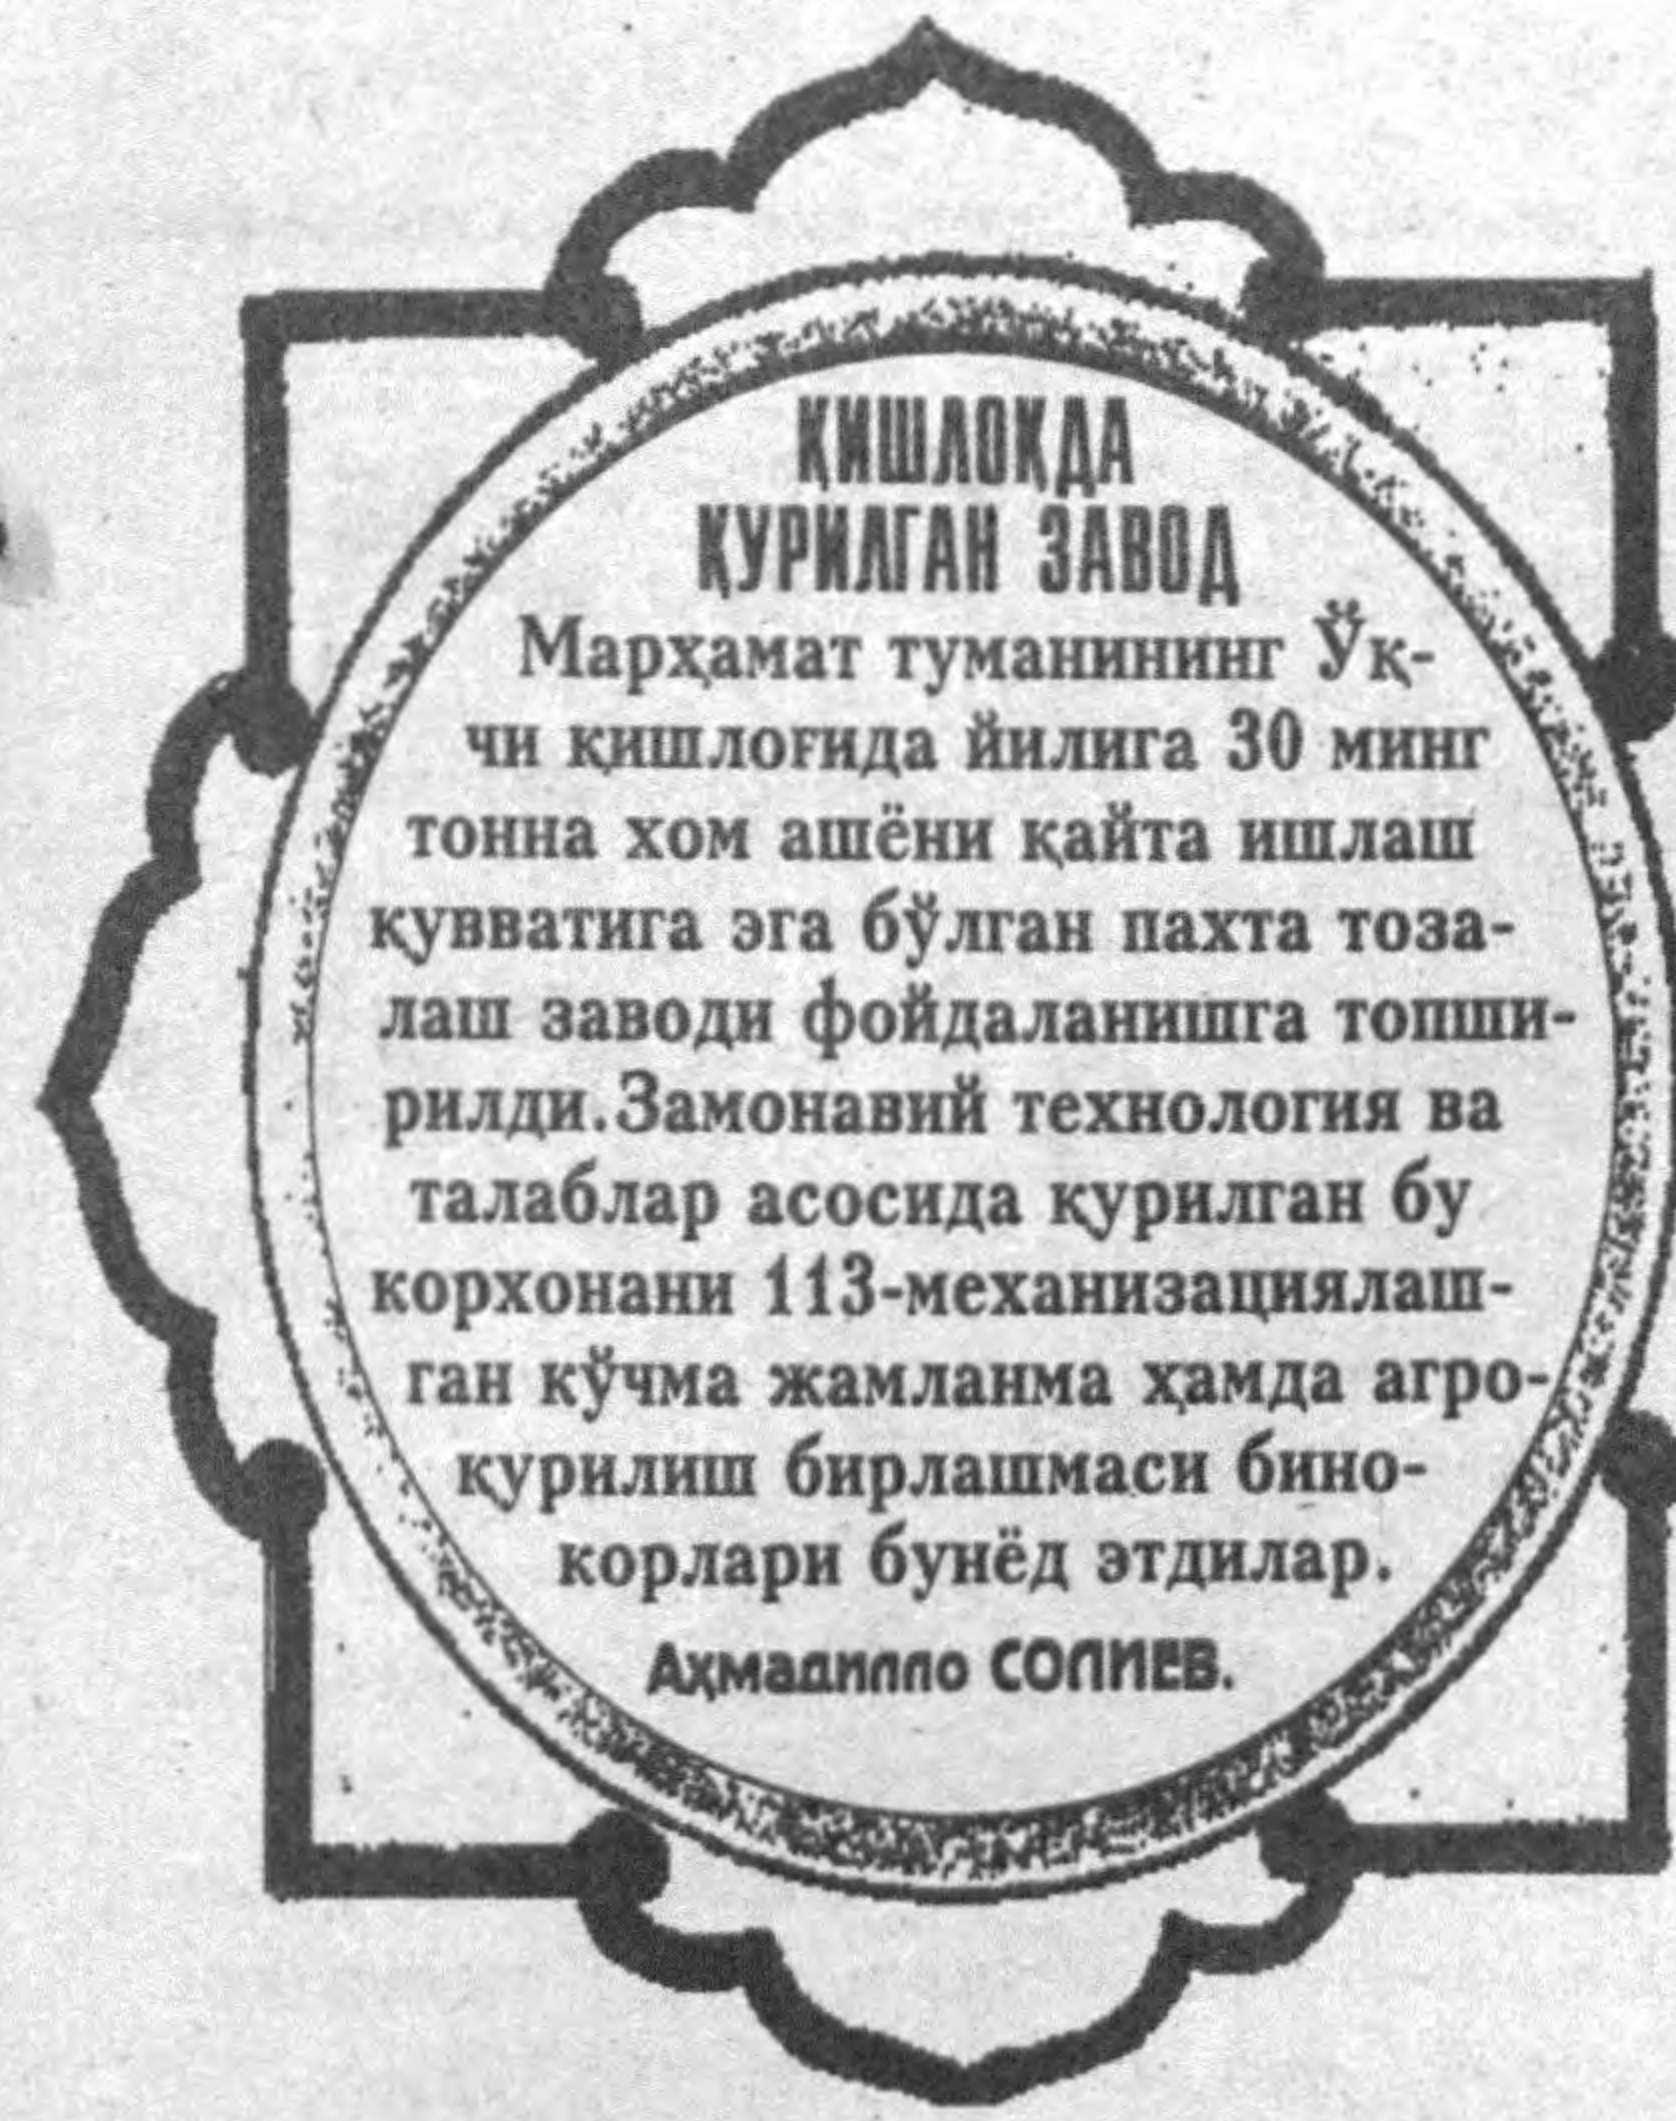 ҚИШЛОҚДА
ҚУРИЛГАН ЗАВОД
Марҳамат туманининг Ўқ-
чи қишлоғида йилига 30 минг
тонна хом ашёни қайта ишлаш
қувватига эга бўлган пахта тоза-
лаш заводи фойдаланишга топши-
рилди. Замонавий технология ва
талаблар асосида қурилган бу
корхонани 113-механизациялаш-
ган кўчма жамланма ҳамда агро-
қурилиш бирлашмаси бино-
корлари бунёд этдилар.
Аҳмадилло СОЛИЕВ.